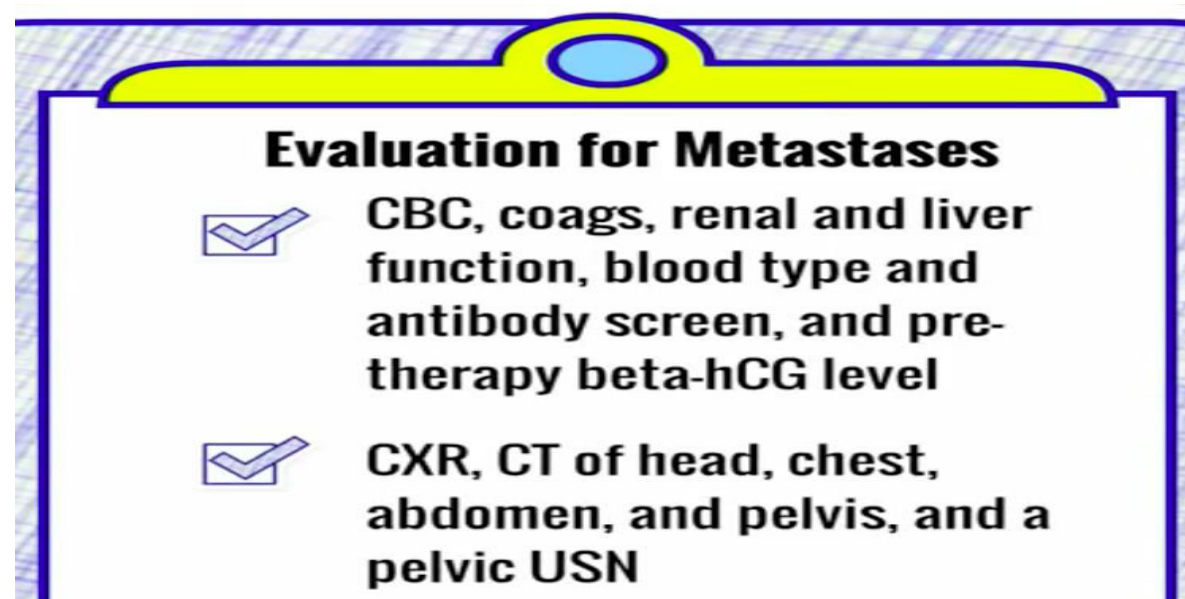 Evaluation for Metastases
CBC, coags, renal and liver
function, blood type and
antibody screen, and pre-
therapy beta-hCG level
CXR, CT of head, chest,
abdomen, and pelvis, and a
pelvic USN